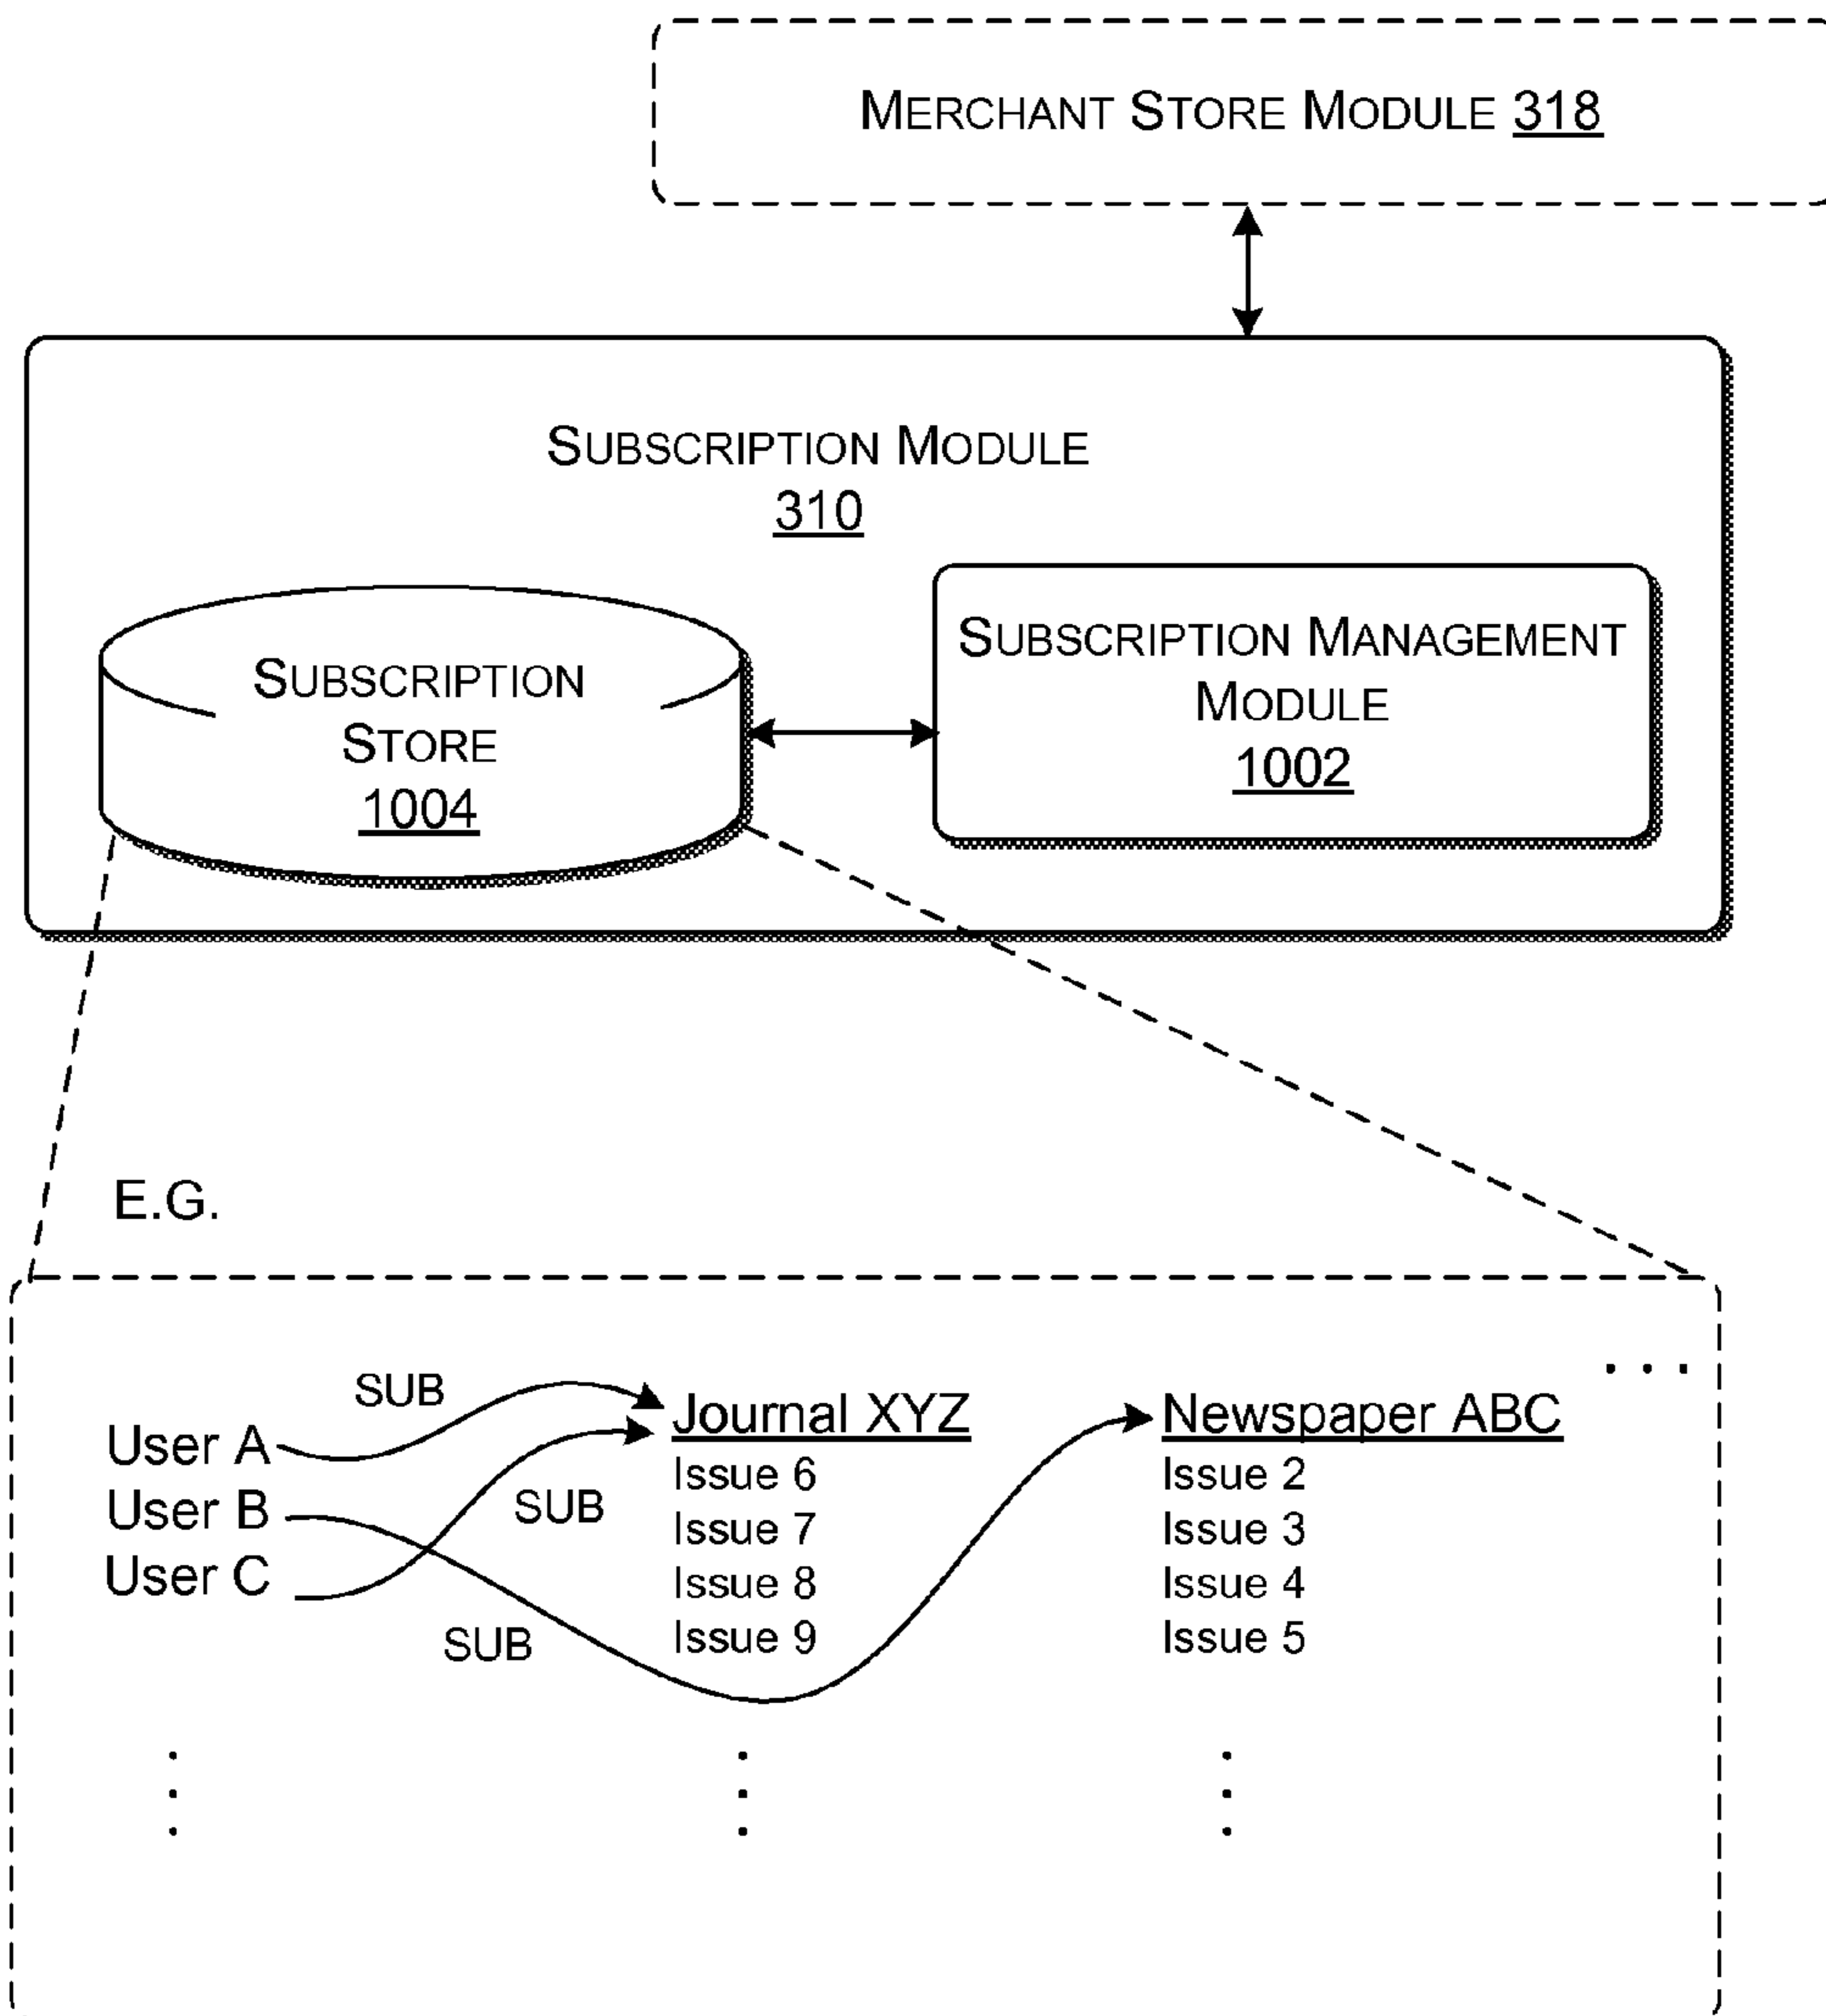 MERCHANT STORE MODULE 318
SUBSCRIPTION MODULE
310
SUBSCRIPTION
STORE
1004
SUBSCRIPTION MANAGEMENT
MODULE
1002
E.G.
. . .
SUB
User A
User B
User C
SUB
SUB
Journal XYZ
Issue 6
Issue 7
Issue 8
Issue 9
Newspaper ABC
Issue 2
Issue 3
Issue 4
Issue 5